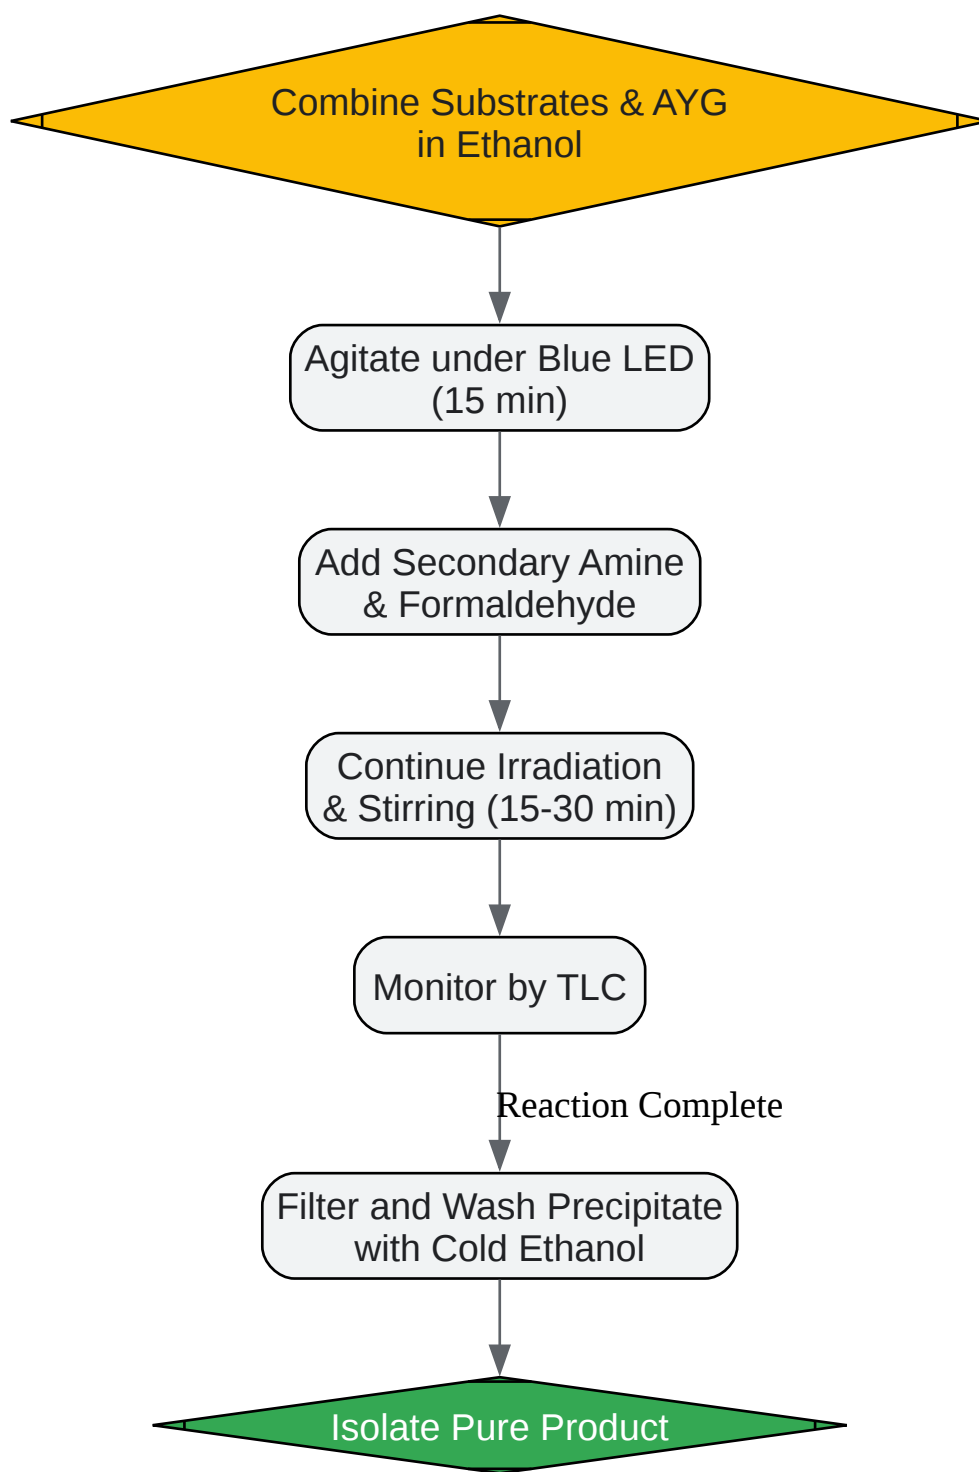 Combine Substrates & AYG
in Ethanol
Agitate under Blue LED
(15 min)
Add Secondary Amine
& Formaldehyde
Continue Irradiation
& Stirring (15-30 min)
Monitor by TLC
Reaction Complete
Filter and Wash Precipitate
with Cold Ethanol
Isolate Pure Product